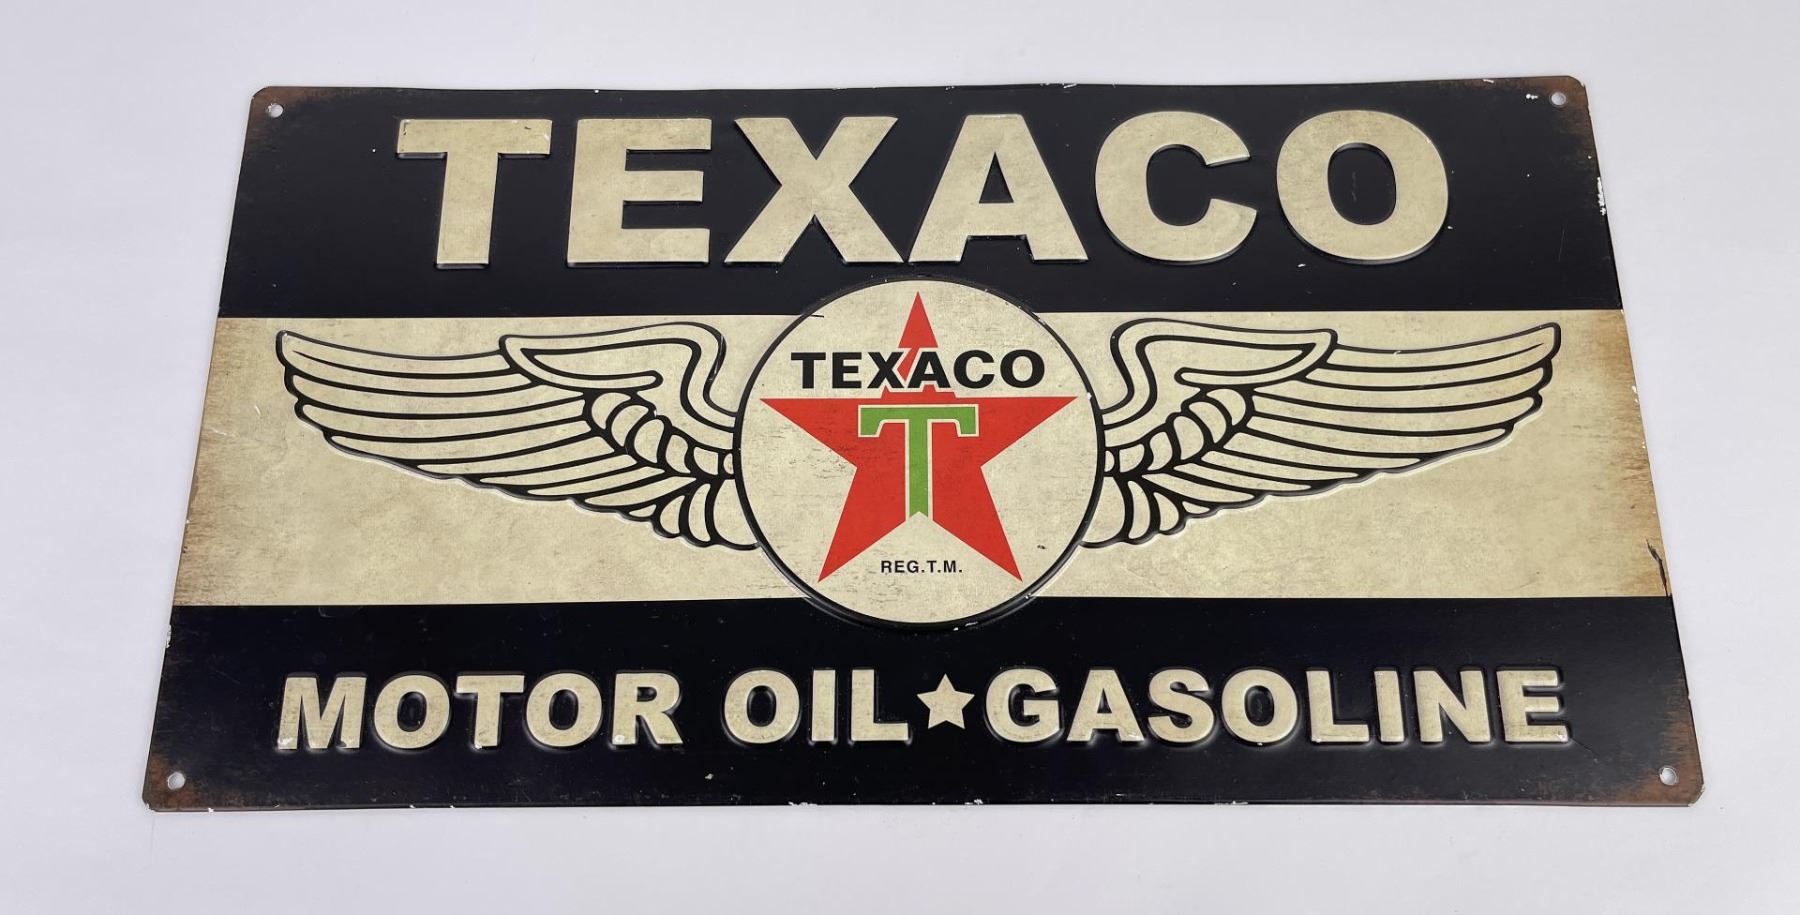 TEXACO
TEXACO
T
REG.T.M.
MOTOR OIL★GASOLINE